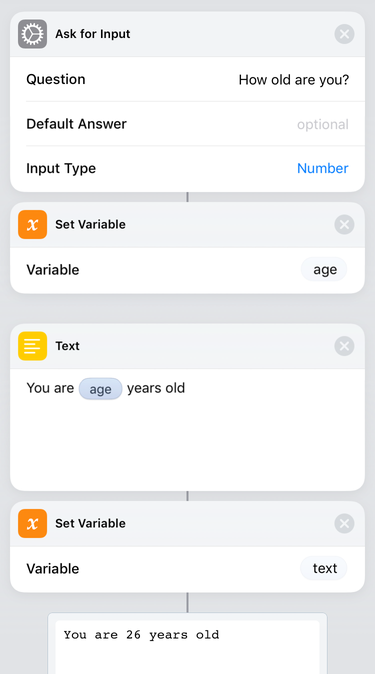 Ask for Input
Question How old are you?
Default Answer optional
Input Type Number
x Set Variable
Variable age
Text
You are age years old
x Set Variable
Variable text
You are 26 years old